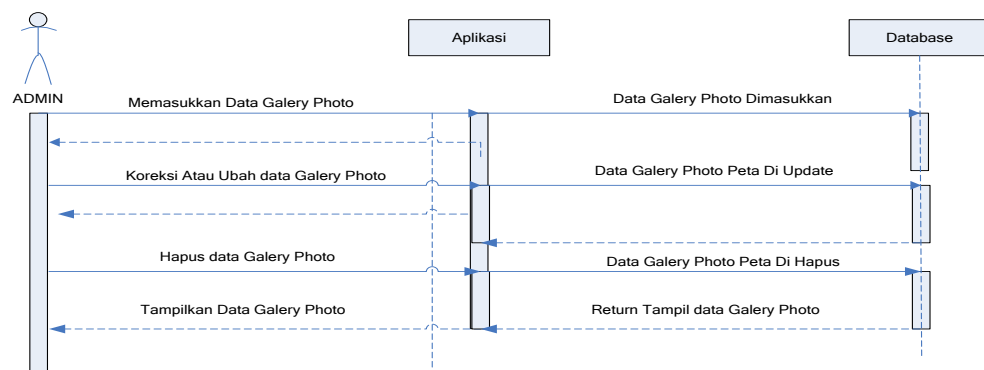 Aplikasi
Database
ADMIN
Memasukkan Data Galery Photo
Data Galery Photo Dimasukkan
Koreksi Atau Ubah data Galery Photo
Data Galery Photo Peta Di Update
Hapus data Galery Photo
Data Galery Photo Peta Di Hapus
Tampilkan Data Galery Photo
Return Tampil data Galery Photo